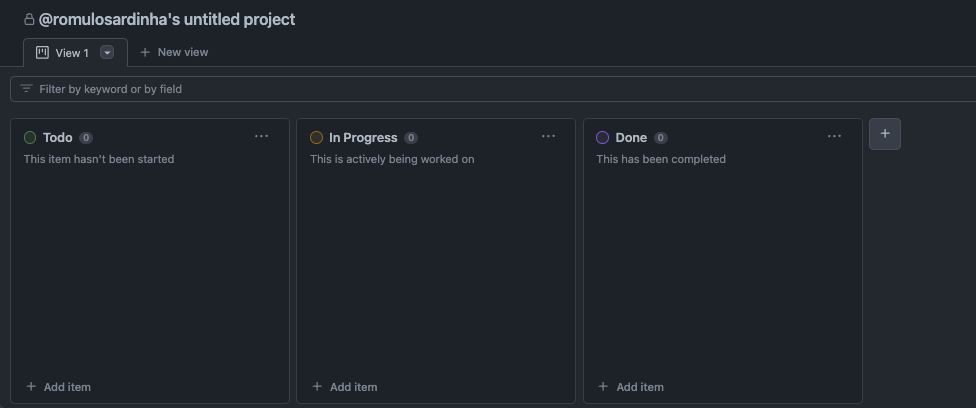 @romulosardinha's untitled project
View 1
New view
Filter by keyword or by field
Todo 0
This item hasn't been started
Add item
In Progress 0
This is actively being worked on
Add item
Done 0
This has been completed
Add item